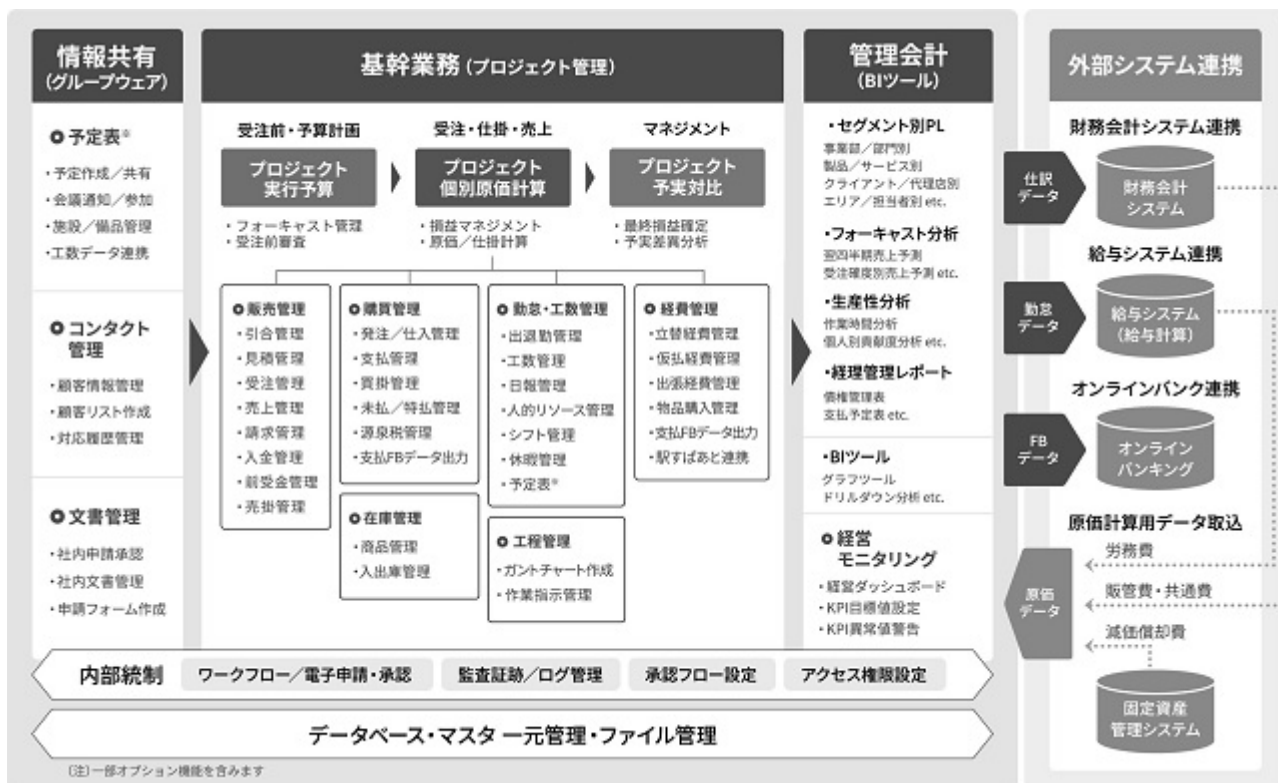 情報共有
(グループウェア)
●予定表※
・予定作成／共有
・会議通知／参加
・施設／備品管理
・工数データ連携
●コンタクト
管理
・顧客情報管理
・顧客リスト作成
・対応履歴管理
●文書管理
・社内申請承認
・社内文書管理
・申請フォーム作成
基幹業務(プロジェクト管理)
受注前・予算計画
プロジェクト
実行予算
・フォーキャスト管理
・受注前審査
受注・仕掛・売上
プロジェクト
個別原価計算
・損益マネジメント
・原価／仕掛計算
マネジメント
プロジェクト
予実対比
・最終損益確定
・予実差異分析
●販売管理
・引合管理
・見積管理
・受注管理
・売上管理
・請求管理
・入金管理
・前受金管理
・売掛管理
●購買管理
・発注／仕入管理
・支払管理
・買掛管理
・未払／特払管理
・源泉税管理
・支払FBデータ出力
●在庫管理
・商品管理
・入出庫管理
●勤怠・工数管理
・出退勤管理
・工数管理
・日報管理
・人的リソース管理
・シフト管理
・休暇管理
・予定表※
●工程管理
・ガントチャート作成
・作業指示管理
●経費管理
・立替経費管理
・仮払経費管理
・出張経費管理
・物品購入管理
・支払FBデータ出力
・駅すぱあと連携
管理会計
(BIツール)
・セグメント別PL
事業部／部門別
製品／サービス別
クライアント／代理店別
エリア／担当者別 etc.
・フォーキャスト分析
翌四半期売上予測
受注確度別売上予測 etc.
・生産性分析
作業時間分析
個人別貢献度分析 etc.
・経理管理レポート
債権管理表
支払予定表 etc.
・BIツール
グラフツール
ドリルダウン分析 etc.
●経営
モニタリング
・経営ダッシュボード
・KPI目標値設定
・KPI異常値警告
外部システム連携
財務会計システム連携
仕訳
データ
財務会計
システム
給与システム連携
勤怠
データ
給与システム
(給与計算)
オンラインバンク連携
FB
データ
オンライン
バンキング
原価計算用データ取込
原価
データ
労務費
販管費・共通費
減価償却費
固定資産
管理システム
内部統制
ワークフロー／電子申請・承認
監査証跡／ログ管理
承認フロー設定
アクセス権限設定
データベース・マスタ 一元管理・ファイル管理
(注)一部オプション機能を含みます